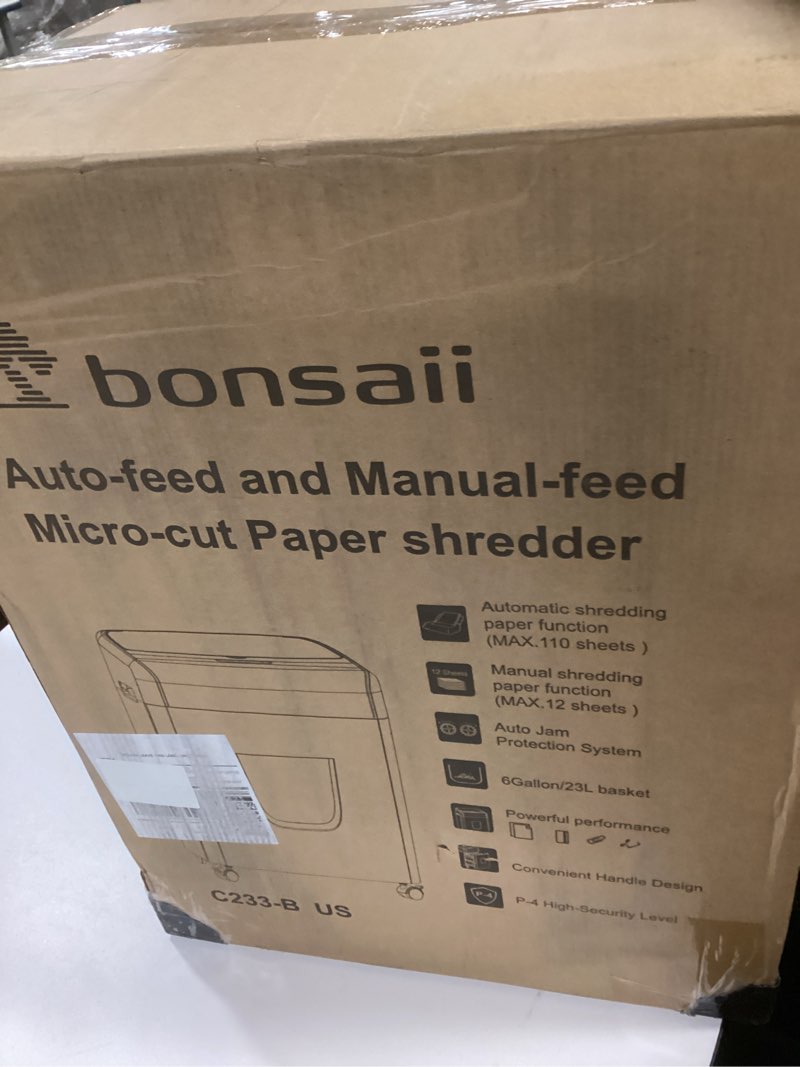 bonsaii
Auto-feed and Manual-feed
Micro-cut Paper shredder
Automatic shredding
paper function
(MAX.110 sheets )
12 Sheets
Manual shredding
paper function
(MAX.12 sheets )
Auto Jam
Protection System
6Gallon/23L basket
Powerful performance
Convenient Handle Design
P-4
P-4 High-Security Level
C233-B US